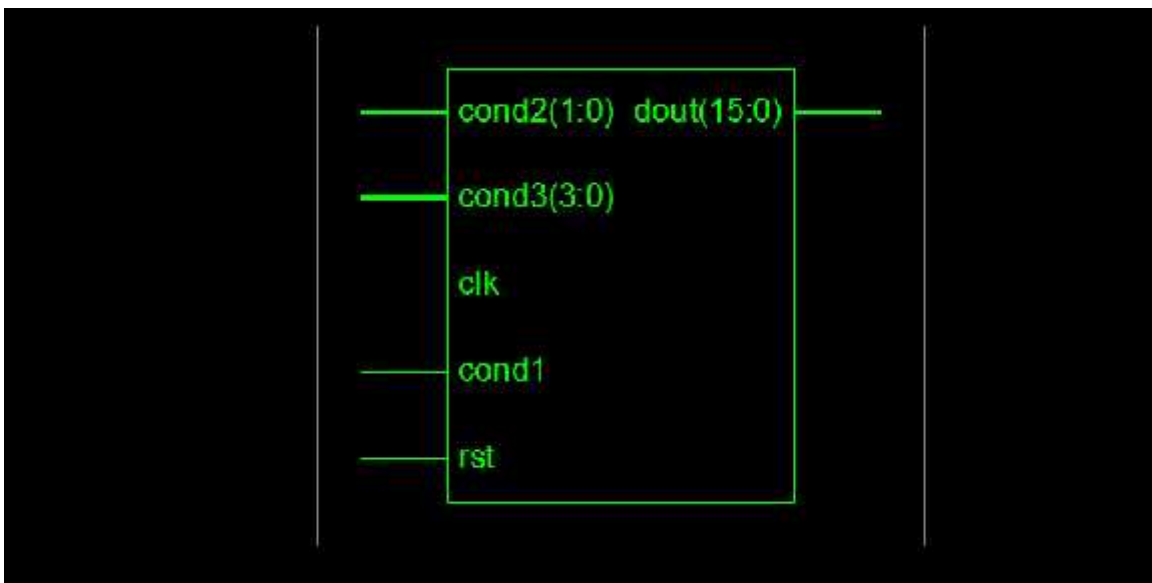 cond2(1:0) dout(15:0)
cond3(3:0)
clk
cond1
rst